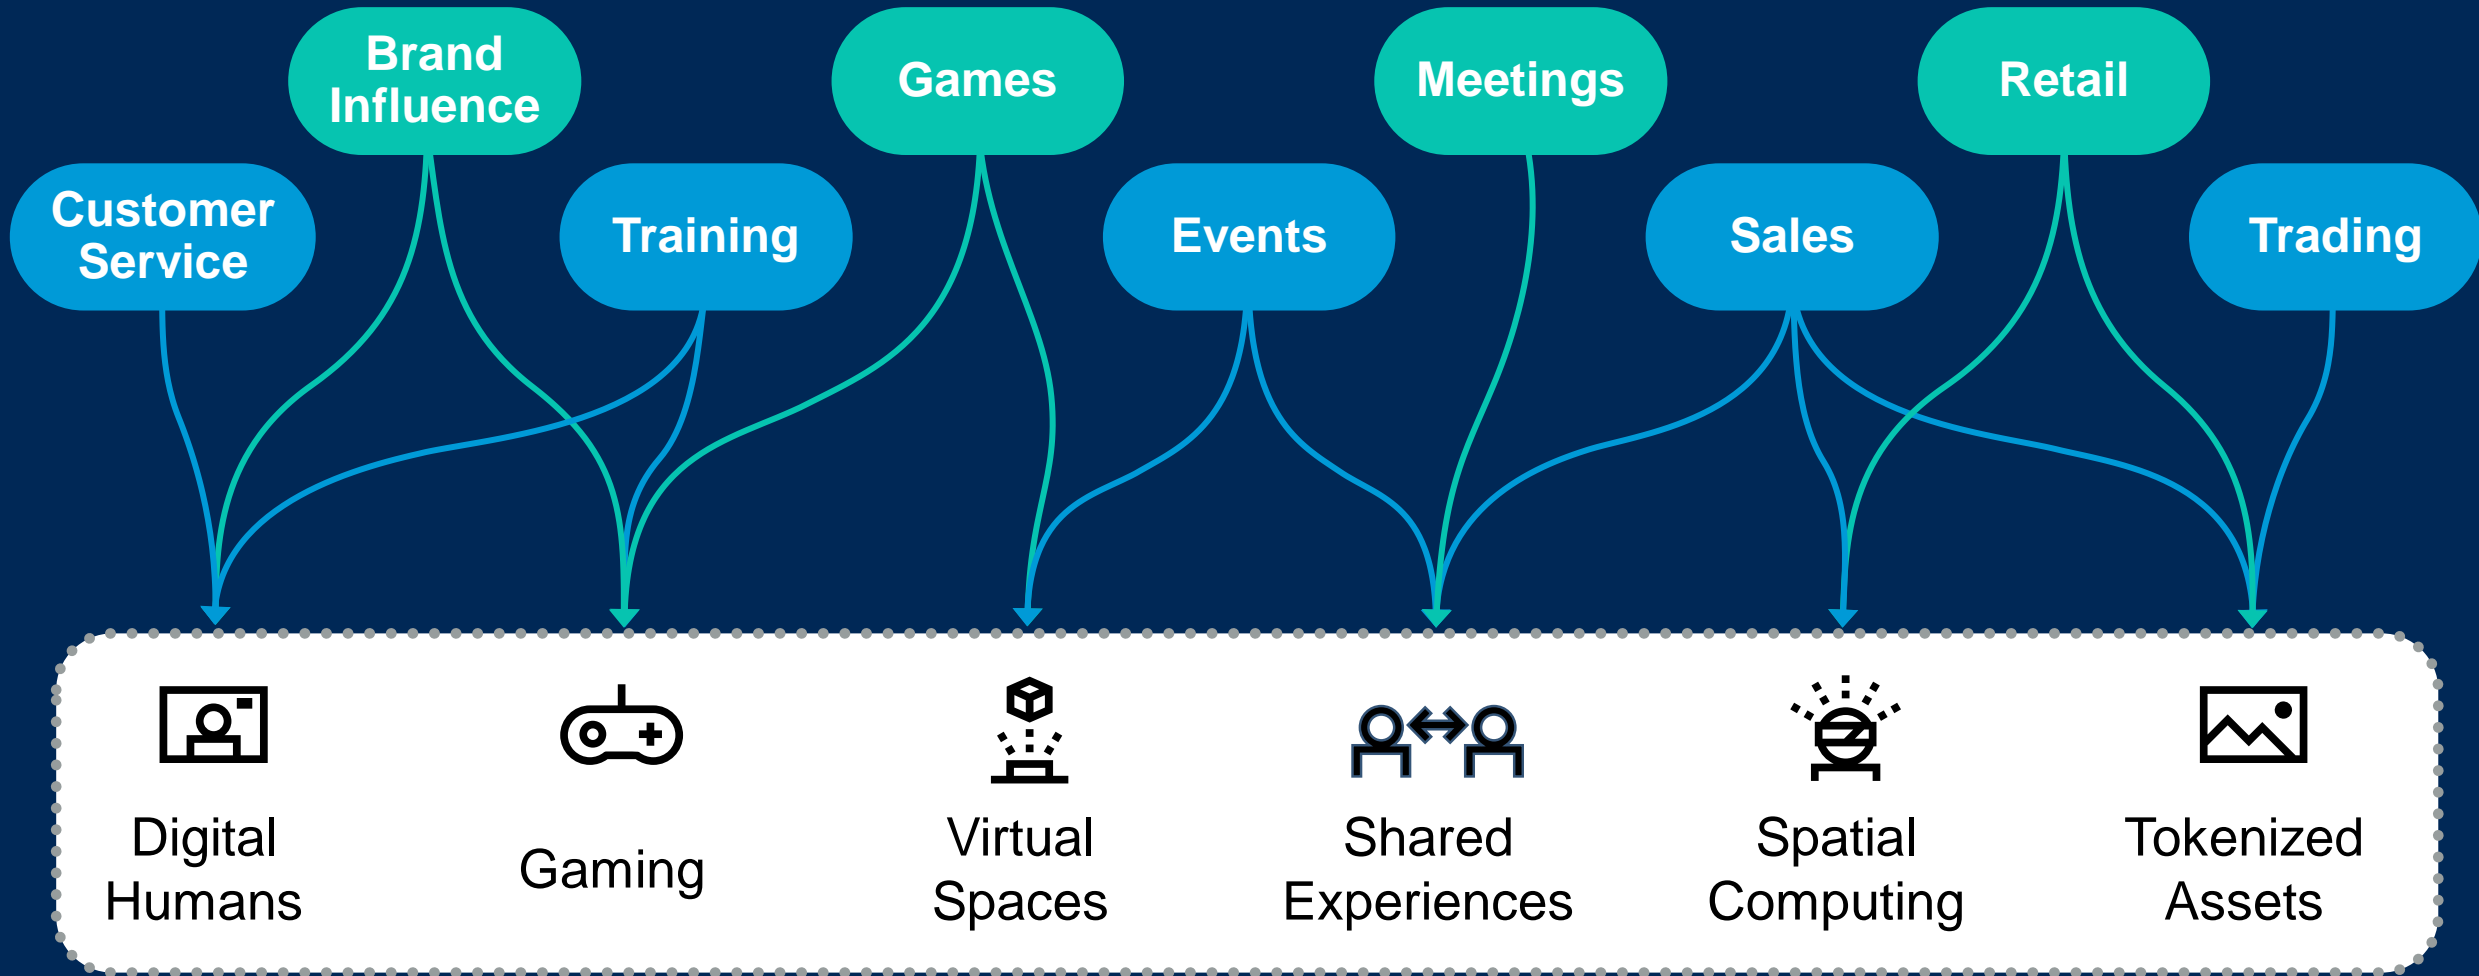 Brand
Influence
Games
Meetings
Retail
Customer
Service
Training
Events
Sales
Trading
Digital
Humans
Gaming
Virtual
Spaces
Shared
Experiences
Spatial
Computing
Tokenized
Assets